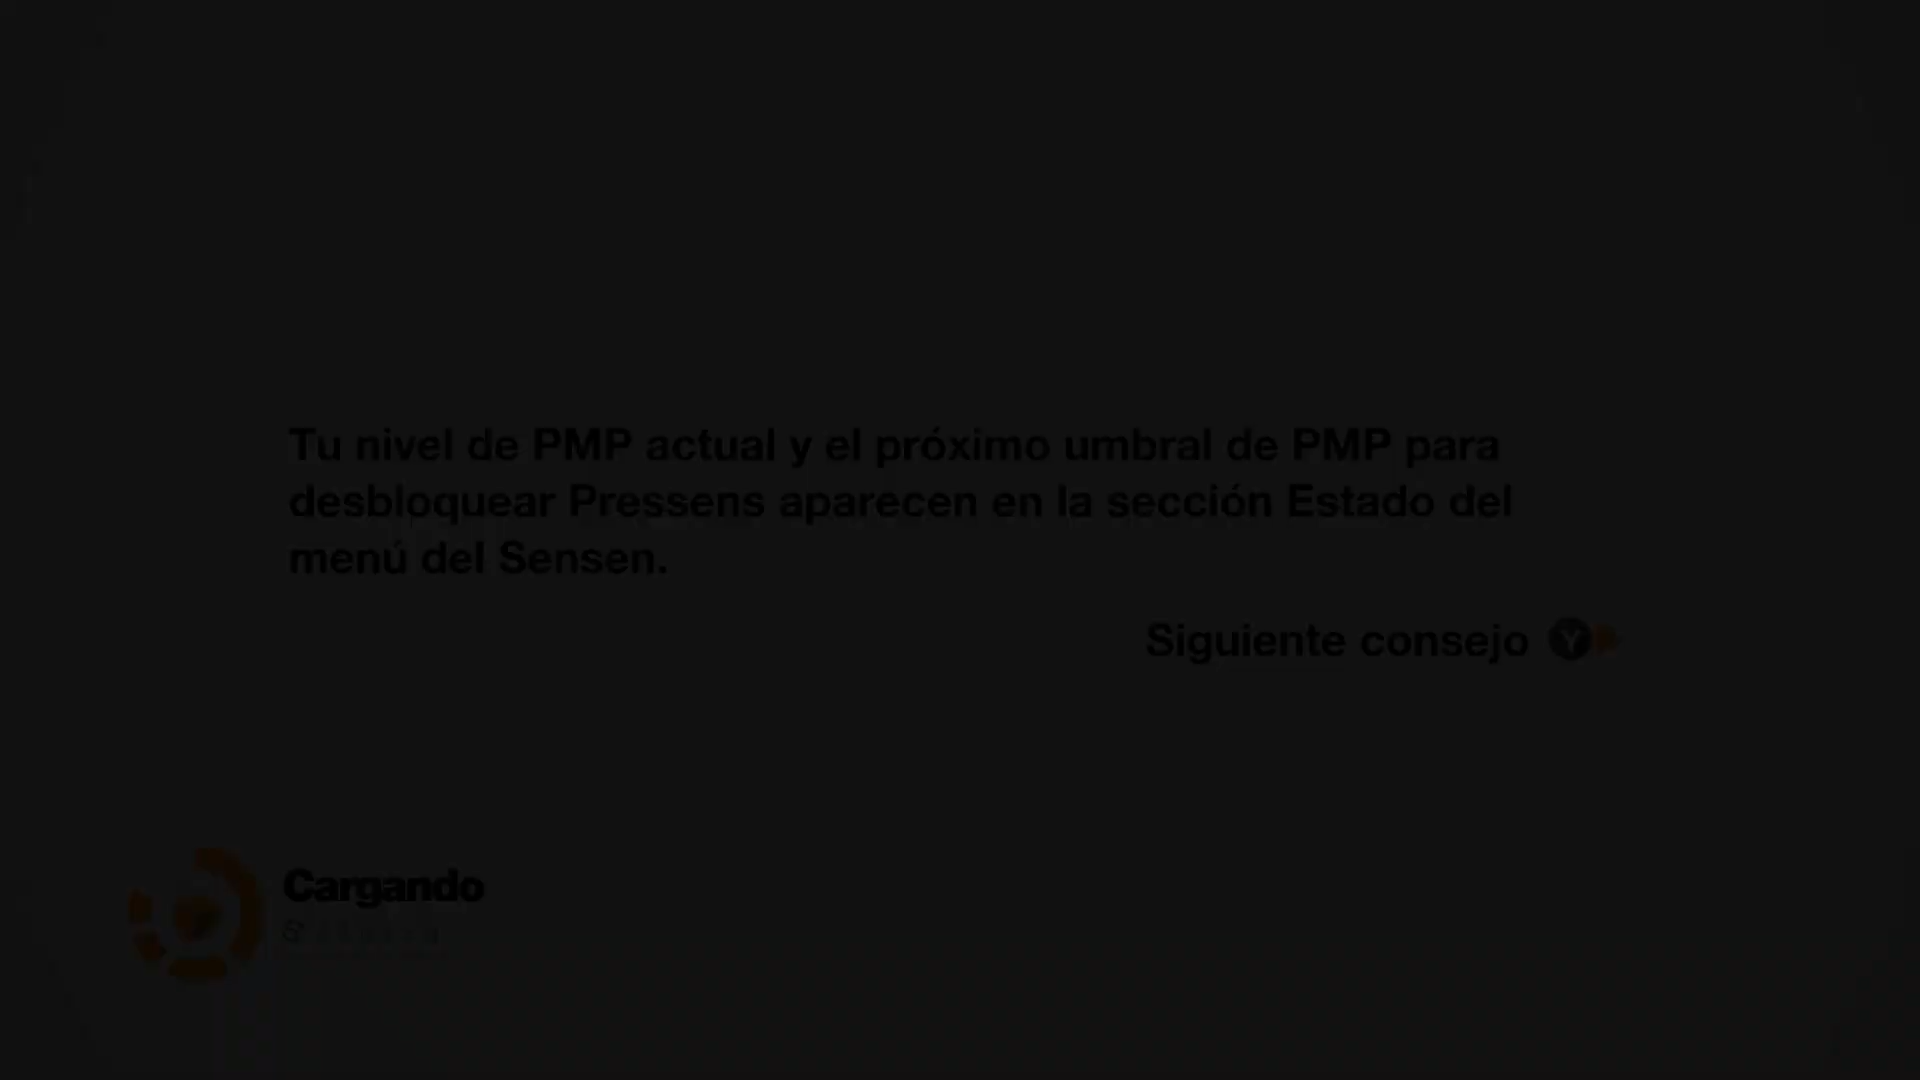 Tu nivel de PMP actual y el próximo umbral de PMP para
desbloquear Pressens aparecen en la sección Estado del
menú del Sensen.
Siguiente consejo Y
Cargando